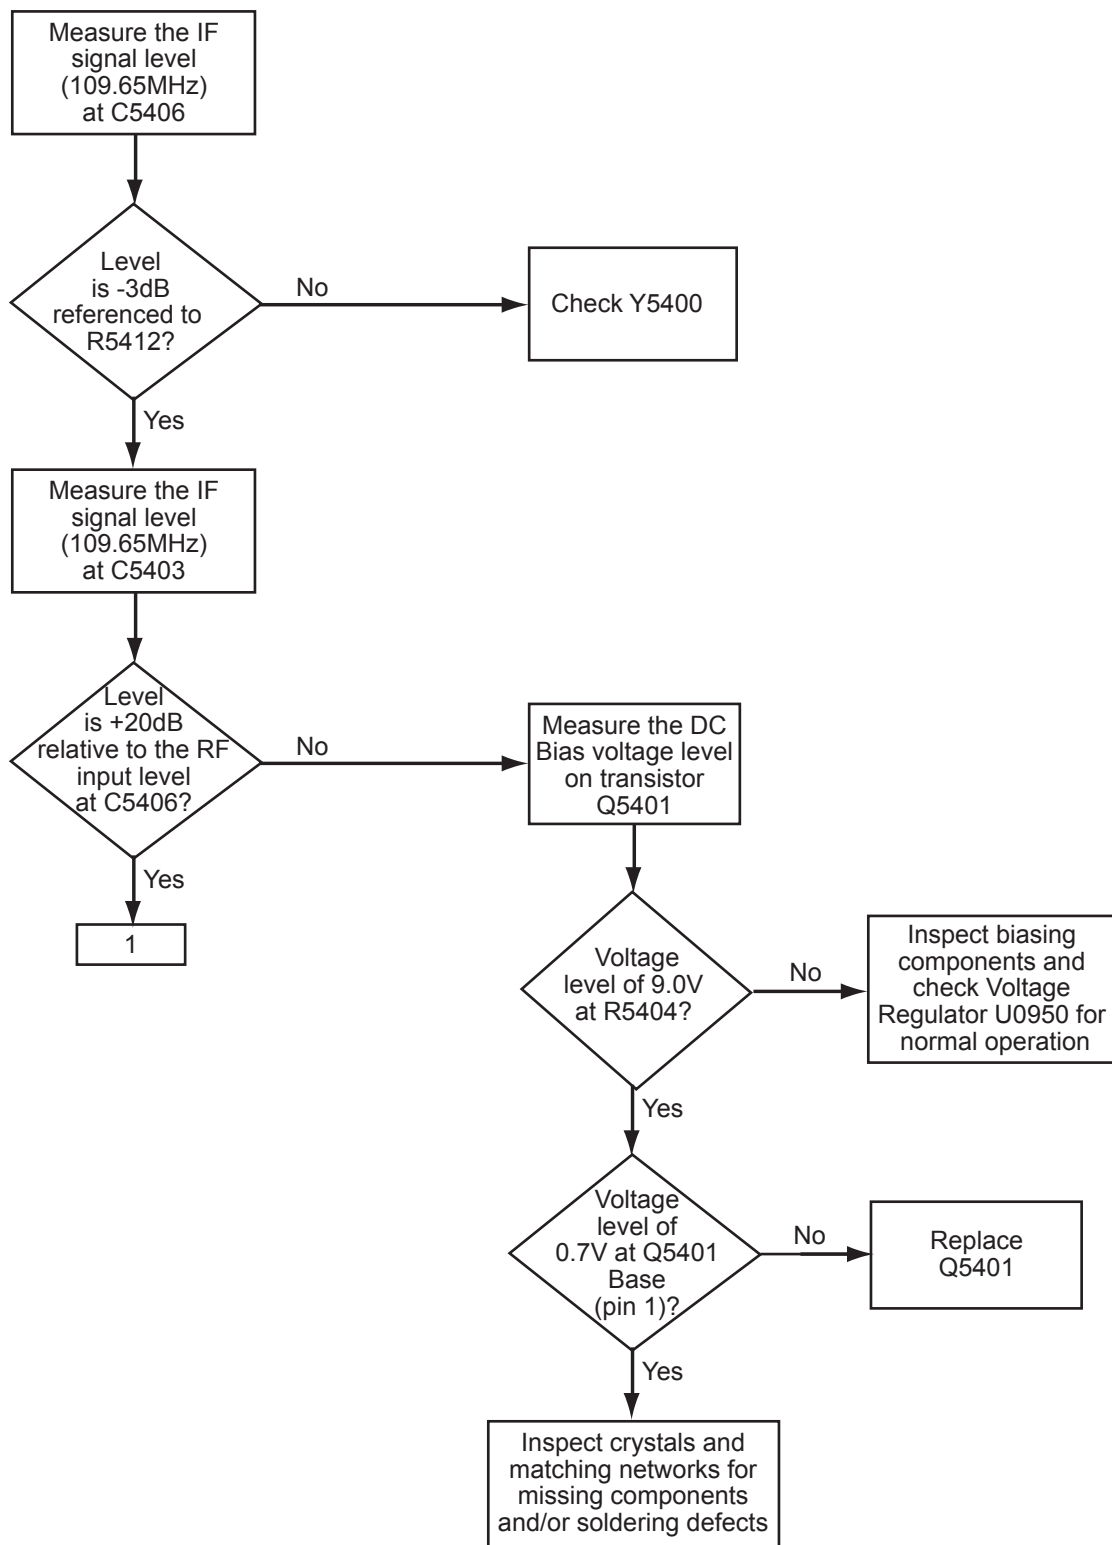 Measure the IF
signal level
(109.65MHz)
at C5406
Level
is -3dB
referenced to
R5412?
No
Check Y5400
Yes
Measure the IF
signal level
(109.65MHz)
at C5403
Level
is +20dB
relative to the RF
input level
at C5406?
No
Measure the DC
Bias voltage level
on transistor
Q5401
Yes
1
Voltage
level of 9.0V
at R5404?
No
Inspect biasing
components and
check Voltage
Regulator U0950 for
normal operation
Yes
Voltage
level of
0.7V at Q5401
Base
(pin 1)?
No
Replace
Q5401
Yes
Inspect crystals and
matching networks for
missing components
and/or soldering defects